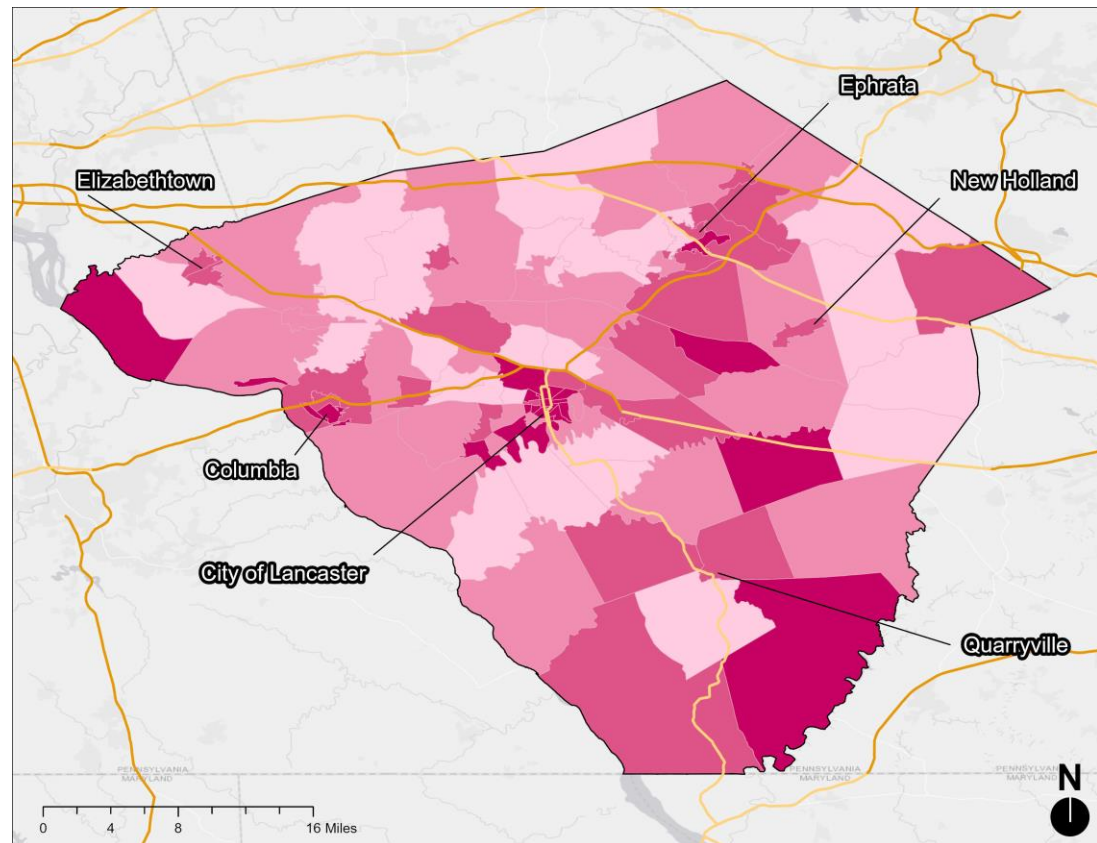 Ephrata
Elizabethtown
New Holland
Columbia
City of Lancaster
Quarryville
PENNSYLVANIA
MARYLAND
PENNSYLVANIA
MARYLAND
PENNSYLVANIA
MARYLAND
N
0 4 8 16 Miles